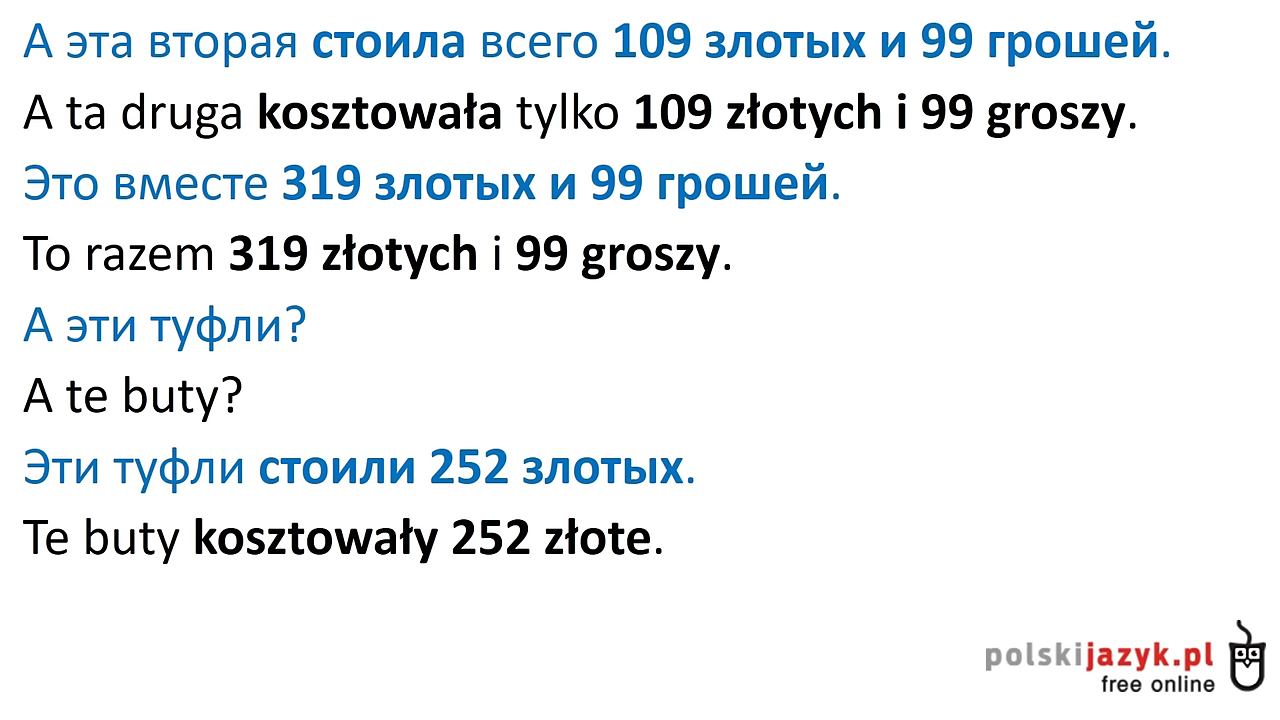 А эта вторая стоила всего 109 злотых и 99 грошей.
A ta druga kosztowała tylko 109 złotych i 99 groszy.
Это вместе 319 злотых и 99 грошей.
To razem 319 złotych i 99 groszy.
А эти туфли?
A te buty?
Эти туфли стоили 252 злотых.
Te buty kosztowały 252 złote.
polskijazyk.pl
free online